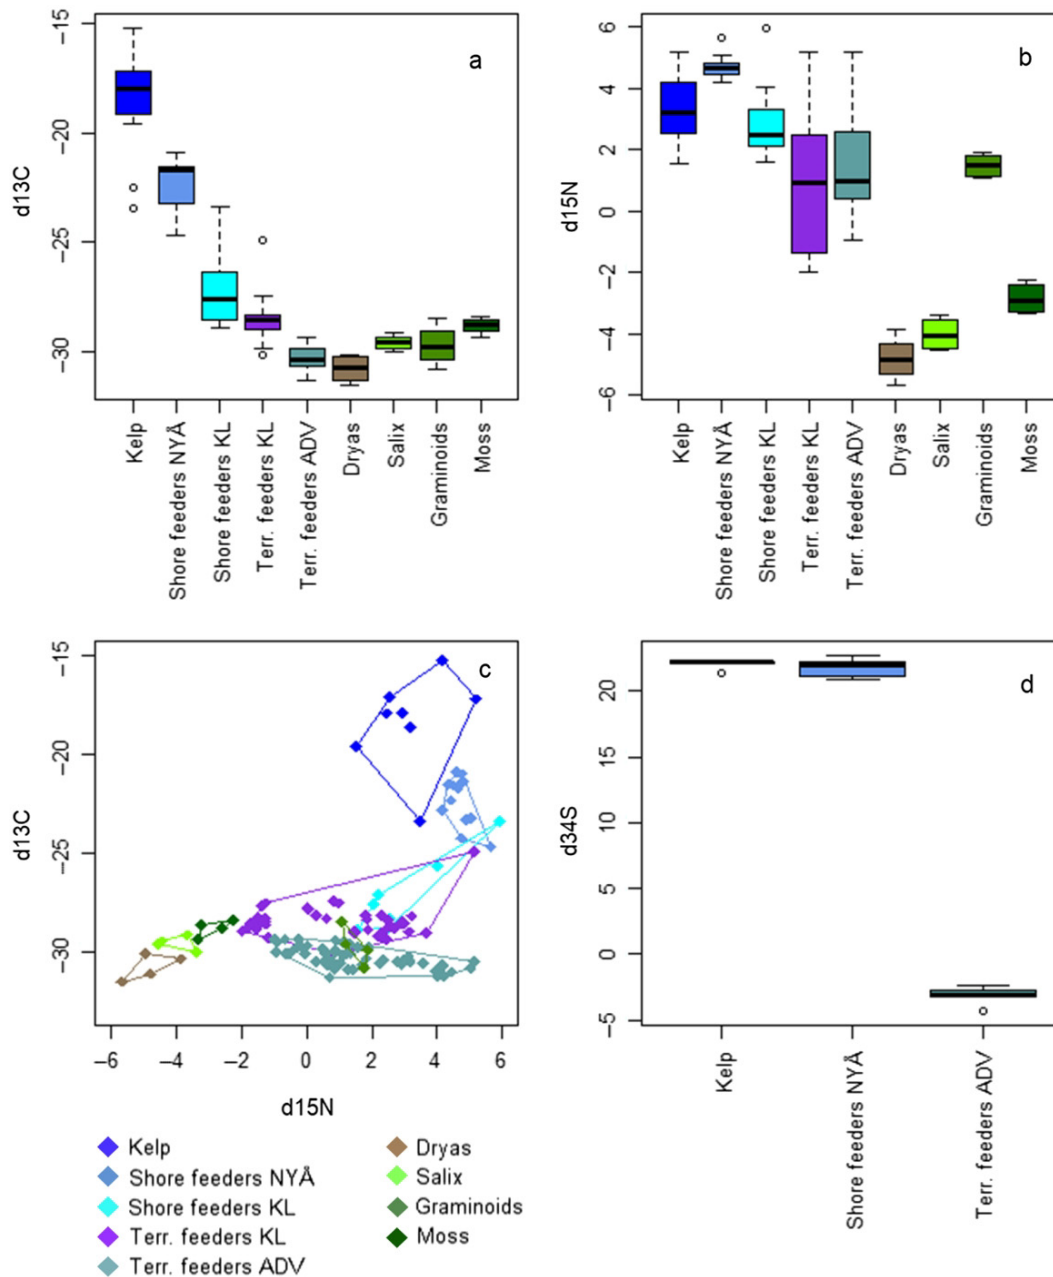 a
d13C
−15
−20
−25
−30
Kelp
Shore feeders NYÅ
Shore feeders KL
Terr. feeders KL
Terr. feeders ADV
Dryas
Salix
Graminoids
Moss
b
d15N
6
4
2
0
−2
−4
−6
Kelp
Shore feeders NYÅ
Shore feeders KL
Terr. feeders KL
Terr. feeders ADV
Dryas
Salix
Graminoids
Moss
c
d13C
−15
−20
−25
−30
−6 −4 −2 0 2 4 6
d15N
d
d34S
20
15
10
5
0
−5
Kelp
Shore feeders NYÅ
Terr. feeders ADV
Kelp
Shore feeders NYÅ
Shore feeders KL
Terr. feeders KL
Terr. feeders ADV
Dryas
Salix
Graminoids
Moss